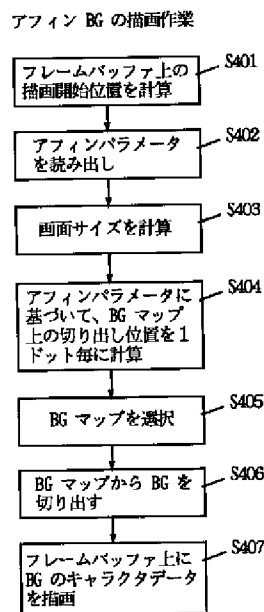 アフィン BG の描画作業
S401
フレームバッファ上の
描画開始位置を計算
S402
アフィンパラメータ
を読み出し
S403
画面サイズを計算
S404
アフィンパラメータに
基づいて、BG マップ
上の切り出し位置を1
ドット毎に計算
S405
BG マップを選択
S406
BG マップから BG を
切り出す
S407
フレームバッファ上に
BG のキャラクタデータ
を描画